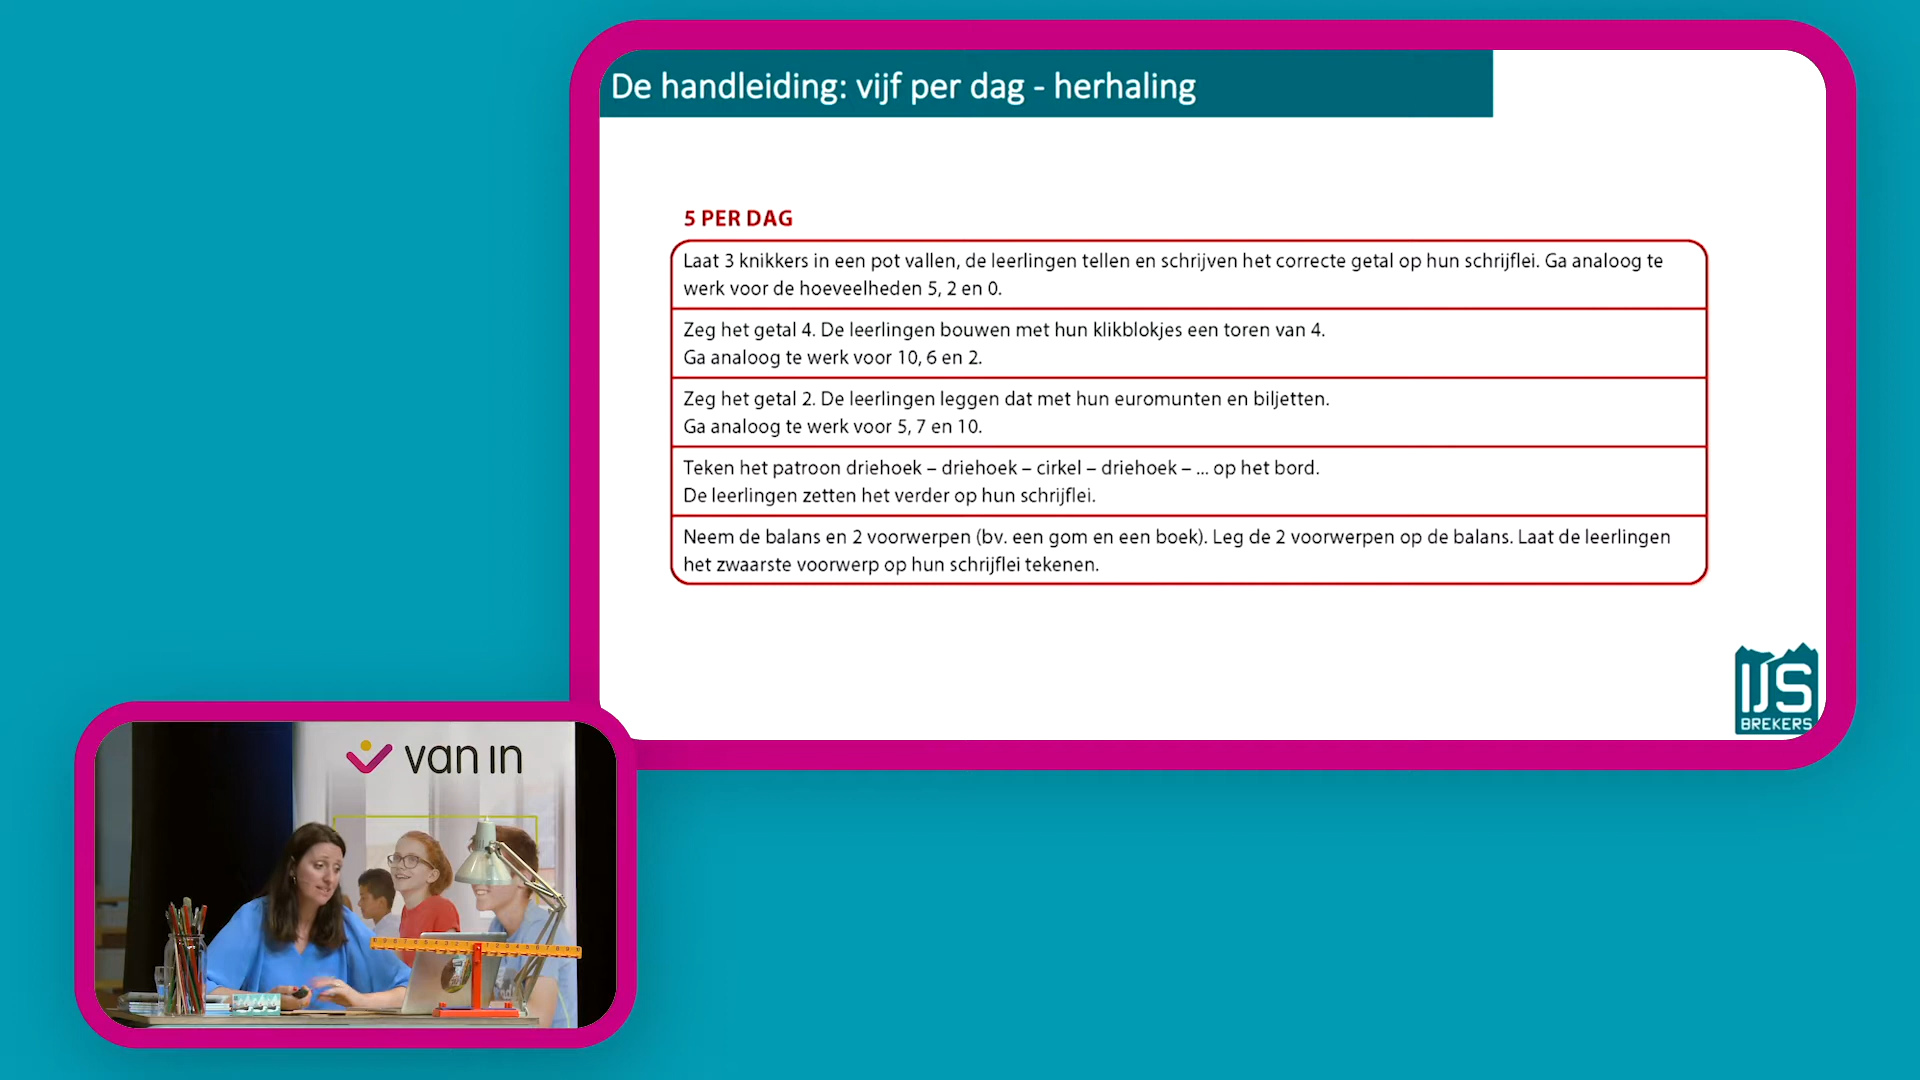 De handleiding: vijf per dag - herhaling
5 PER DAG
Laat 3 knikkers in een pot vallen, de leerlingen tellen en schrijven het correcte getal op hun schrijflei. Ga analoog te
werk voor de hoeveelheden 5, 2 en 0.
Zeg het getal 4. De leerlingen bouwen met hun klikblokjes een toren van 4.
Ga analoog te werk voor 10, 6 en 2.
Zeg het getal 2. De leerlingen leggen dat met hun euromunten en biljetten.
Ga analoog te werk voor 5, 7 en 10.
Teken het patroon driehoek – driehoek – cirkel – driehoek – ... op het bord.
De leerlingen zetten het verder op hun schrijflei.
Neem de balans en 2 voorwerpen (bv. een gom en een boek). Leg de 2 voorwerpen op de balans. Laat de leerlingen
het zwaarste voorwerp op hun schrijflei tekenen.
IJS
BREKERS
van in